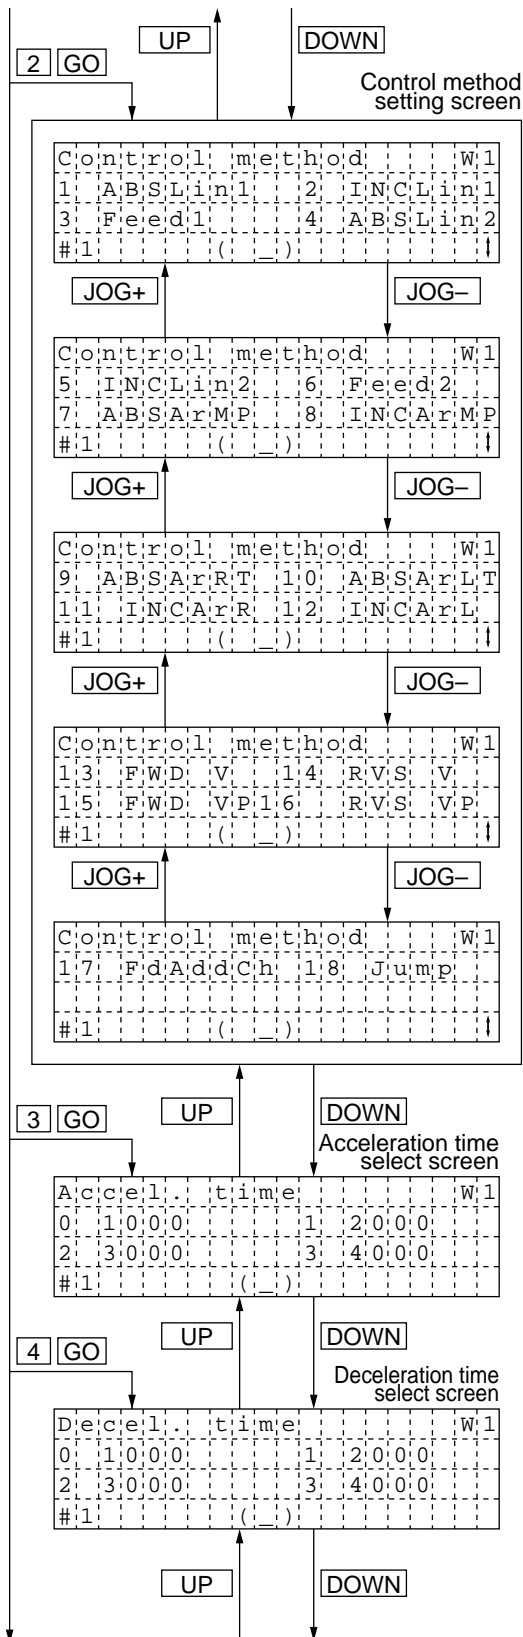 UP DOWN
2 GO
Control method
setting screen
Control method W1
1 ABSLin1 2 INCLin1
3 Feed1 4 ABSLin2
#1 ( _ )
JOG+ JOG–
Control method W1
5 INCLin2 6 Feed2
7 ABSArMP 8 INCArMP
#1 ( _ )
JOG+ JOG–
Control method W1
9 ABSArRT 10 ABSArLT
11 INCArR 12 INCArL
#1 ( _ )
JOG+ JOG–
Control method W1
13 FWD V 14 RVS V
15 FWD VP16 RVS VP
#1 ( _ )
JOG+ JOG–
Control method W1
17 FdAddCh 18 Jump
#1 ( _ )
UP DOWN
3 GO
Acceleration time
select screen
Accel. time W1
0 1000 1 2000
2 3000 3 4000
#1 (_)
UP DOWN
4 GO
Deceleration time
select screen
Decel. time W1
0 1000 1 2000
2 3000 3 4000
#1 (_)
UP DOWN